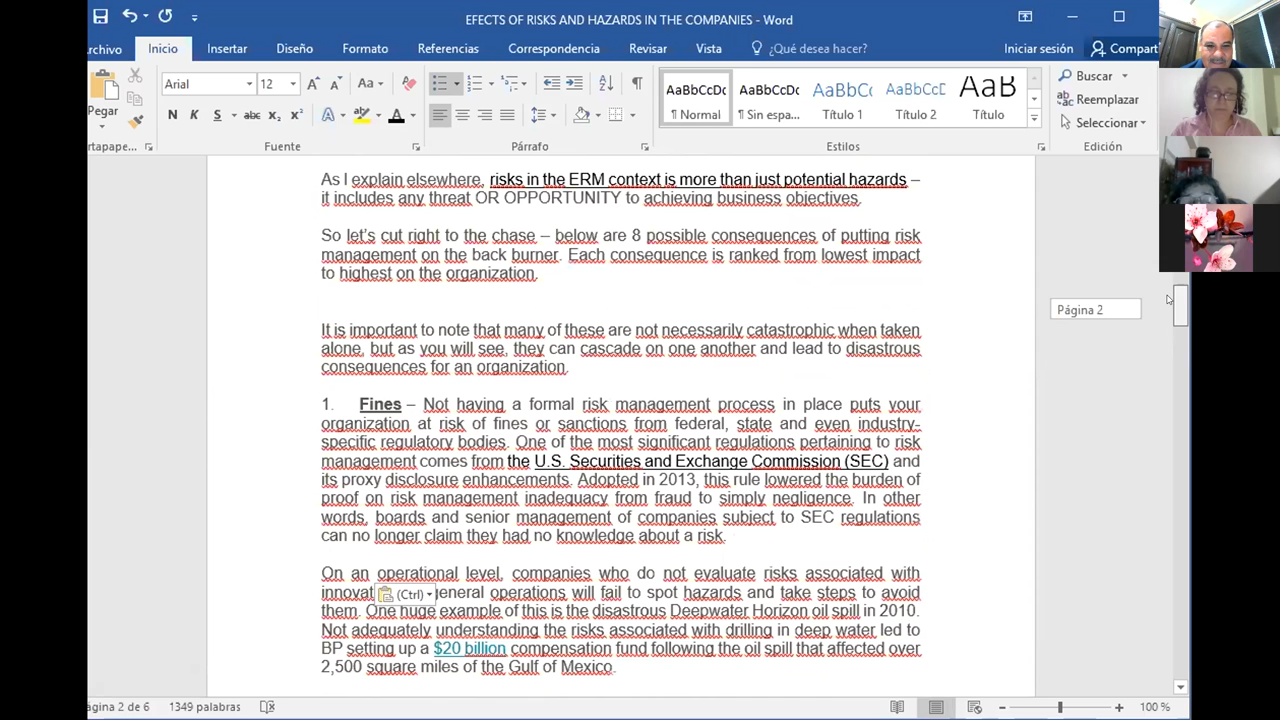 EFECTS OF RISKS AND HAZARDS IN THE COMPANIES - Word
rchivo Inicio Insertar Diseño Formato Referencias Correspondencia Revisar Vista ¿Qué desea hacer? Iniciar sesión Compart
Arial 12 Aa AaBbCcDc AaBbCcDc AaBbCc AaBbCcD AaB Buscar
Pegar N K S abc x₂ x² A A ¶ Normal ¶ Sin espa... Título 1 Título 2 Título Reemplazar
Seleccionar
rtapape... Fuente Párrafo Estilos Edición
As I explain elsewhere, risks in the ERM context is more than just potential hazards –
it includes any threat OR OPPORTUNITY to achieving business objectives.
So let’s cut right to the chase – below are 8 possible consequences of putting risk
management on the back burner. Each consequence is ranked from lowest impact
to highest on the organization.
Página 2
It is important to note that many of these are not necessarily catastrophic when taken
alone, but as you will see, they can cascade on one another and lead to disastrous
consequences for an organization.
1. Fines – Not having a formal risk management process in place puts your
organization at risk of fines or sanctions from federal, state and even industry-
specific regulatory bodies. One of the most significant regulations pertaining to risk
management comes from the U.S. Securities and Exchange Commission (SEC) and
its proxy disclosure enhancements. Adopted in 2013, this rule lowered the burden of
proof on risk management inadequacy from fraud to simply negligence. In other
words, boards and senior management of companies subject to SEC regulations
can no longer claim they had no knowledge about a risk.
On an operational level, companies who do not evaluate risks associated with
innovat (Ctrl) general operations will fail to spot hazards and take steps to avoid
them. One huge example of this is the disastrous Deepwater Horizon oil spill in 2010.
Not adequately understanding the risks associated with drilling in deep water led to
BP setting up a $20 billion compensation fund following the oil spill that affected over
2,500 square miles of the Gulf of Mexico.
ágina 2 de 6 1349 palabras 100 %